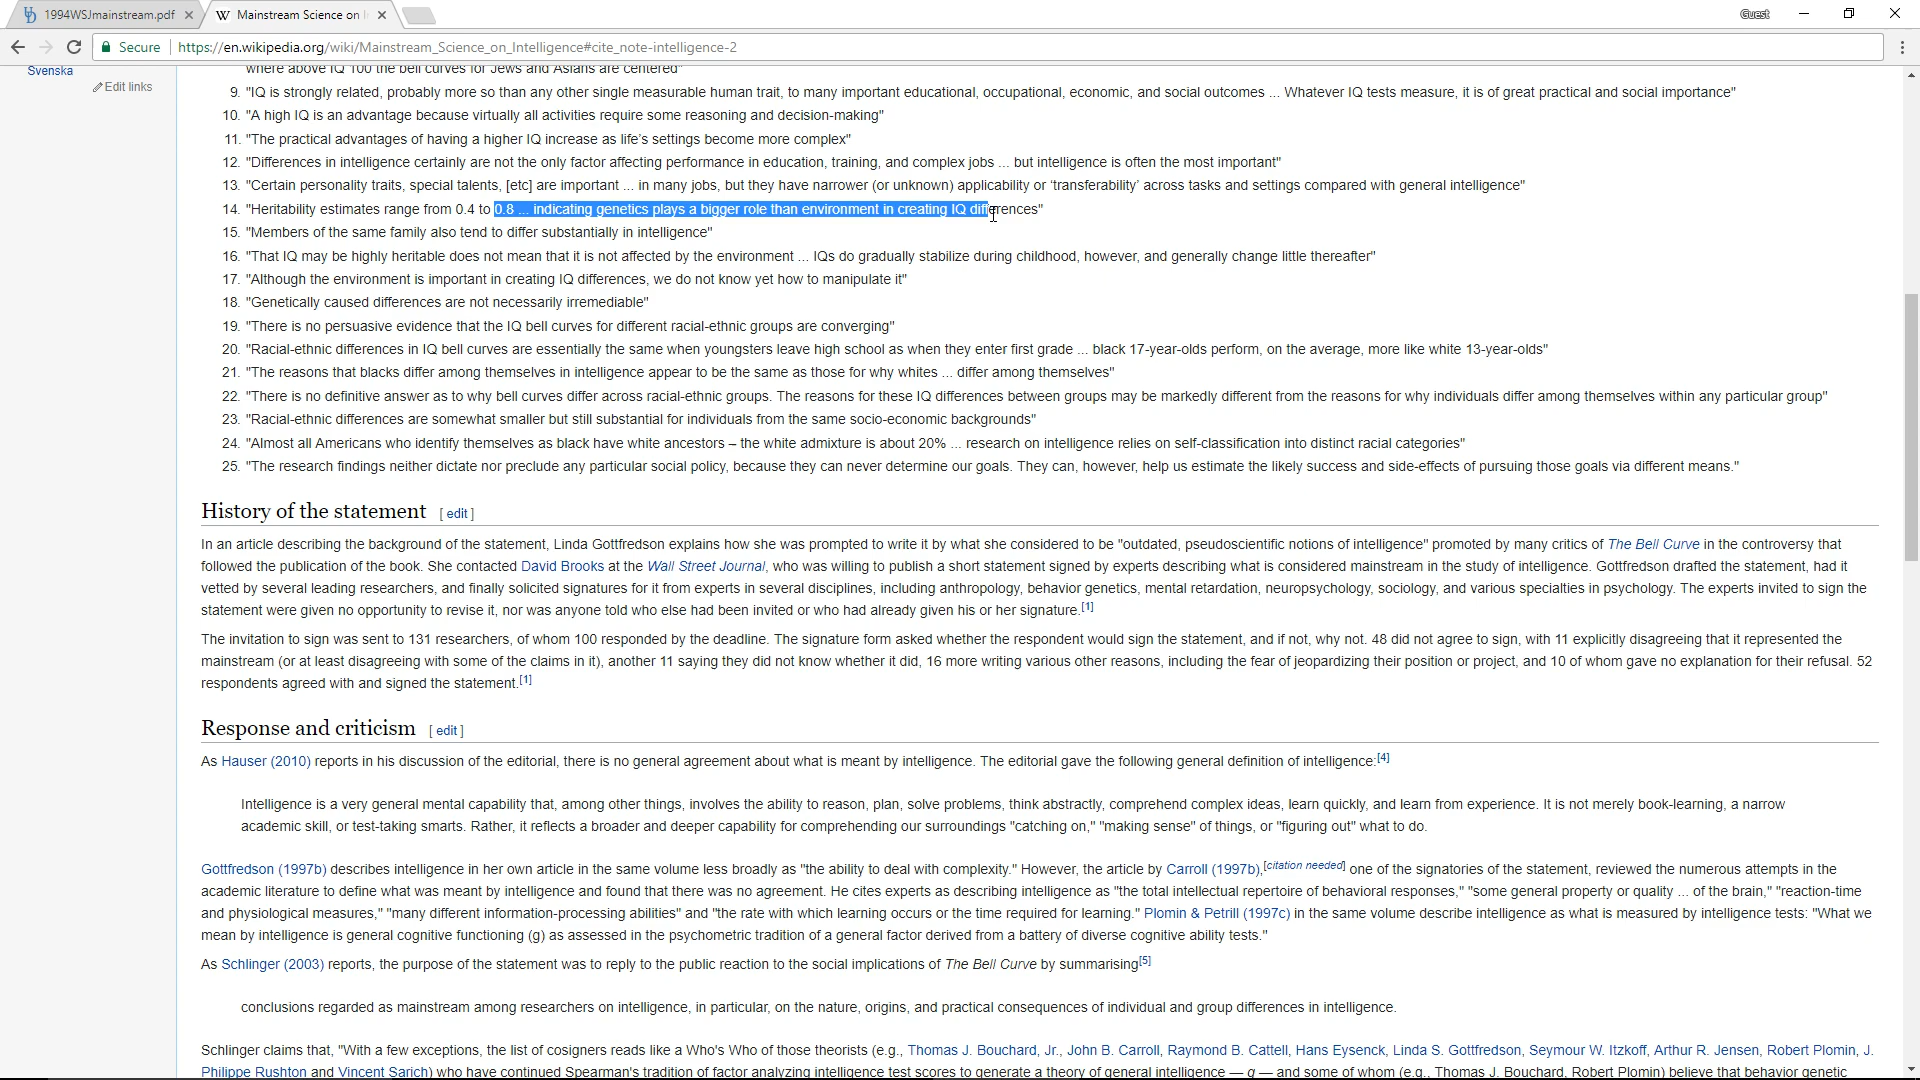 1994WSJmainstream.pdf
Mainstream Science on I
Guest
Secure
https://en.wikipedia.org/wiki/Mainstream_Science_on_Intelligence#cite_note-intelligence-2
Svenska
Edit links
where above IQ 100 the bell curves for Jews and Asians are centered"
9. "IQ is strongly related, probably more so than any other single measurable human trait, to many important educational, occupational, economic, and social outcomes ... Whatever IQ tests measure, it is of great practical and social importance"
10. "A high IQ is an advantage because virtually all activities require some reasoning and decision-making"
11. "The practical advantages of having a higher IQ increase as life's settings become more complex"
12. "Differences in intelligence certainly are not the only factor affecting performance in education, training, and complex jobs ... but intelligence is often the most important"
13. "Certain personality traits, special talents, [etc] are important ... in many jobs, but they have narrower (or unknown) applicability or 'transferability' across tasks and settings compared with general intelligence"
14. "Heritability estimates range from 0.4 to 0.8 ... indicating genetics plays a bigger role than environment in creating IQ differences"
15. "Members of the same family also tend to differ substantially in intelligence"
16. "That IQ may be highly heritable does not mean that it is not affected by the environment ... IQs do gradually stabilize during childhood, however, and generally change little thereafter"
17. "Although the environment is important in creating IQ differences, we do not know yet how to manipulate it"
18. "Genetically caused differences are not necessarily irremediable"
19. "There is no persuasive evidence that the IQ bell curves for different racial-ethnic groups are converging"
20. "Racial-ethnic differences in IQ bell curves are essentially the same when youngsters leave high school as when they enter first grade ... black 17-year-olds perform, on the average, more like white 13-year-olds"
21. "The reasons that blacks differ among themselves in intelligence appear to be the same as those for why whites ... differ among themselves"
22. "There is no definitive answer as to why bell curves differ across racial-ethnic groups. The reasons for these IQ differences between groups may be markedly different from the reasons for why individuals differ among themselves within any particular group"
23. "Racial-ethnic differences are somewhat smaller but still substantial for individuals from the same socio-economic backgrounds"
24. "Almost all Americans who identify themselves as black have white ancestors – the white admixture is about 20% ... research on intelligence relies on self-classification into distinct racial categories"
25. "The research findings neither dictate nor preclude any particular social policy, because they can never determine our goals. They can, however, help us estimate the likely success and side-effects of pursuing those goals via different means."
History of the statement [ edit ]
In an article describing the background of the statement, Linda Gottfredson explains how she was prompted to write it by what she considered to be "outdated, pseudoscientific notions of intelligence" promoted by many critics of The Bell Curve in the controversy that
followed the publication of the book. She contacted David Brooks at the Wall Street Journal, who was willing to publish a short statement signed by experts describing what is considered mainstream in the study of intelligence. Gottfredson drafted the statement, had it
vetted by several leading researchers, and finally solicited signatures for it from experts in several disciplines, including anthropology, behavior genetics, mental retardation, neuropsychology, sociology, and various specialties in psychology. The experts invited to sign the
statement were given no opportunity to revise it, nor was anyone told who else had been invited or who had already given his or her signature.[1]
The invitation to sign was sent to 131 researchers, of whom 100 responded by the deadline. The signature form asked whether the respondent would sign the statement, and if not, why not. 48 did not agree to sign, with 11 explicitly disagreeing that it represented the
mainstream (or at least disagreeing with some of the claims in it), another 11 saying they did not know whether it did, 16 more writing various other reasons, including the fear of jeopardizing their position or project, and 10 of whom gave no explanation for their refusal. 52
respondents agreed with and signed the statement.[1]
Response and criticism [ edit ]
As Hauser (2010) reports in his discussion of the editorial, there is no general agreement about what is meant by intelligence. The editorial gave the following general definition of intelligence:[4]
Intelligence is a very general mental capability that, among other things, involves the ability to reason, plan, solve problems, think abstractly, comprehend complex ideas, learn quickly, and learn from experience. It is not merely book-learning, a narrow
academic skill, or test-taking smarts. Rather, it reflects a broader and deeper capability for comprehending our surroundings "catching on," "making sense" of things, or "figuring out" what to do.
Gottfredson (1997b) describes intelligence in her own article in the same volume less broadly as "the ability to deal with complexity." However, the article by Carroll (1997b),[citation needed] one of the signatories of the statement, reviewed the numerous attempts in the
academic literature to define what was meant by intelligence and found that there was no agreement. He cites experts as describing intelligence as "the total intellectual repertoire of behavioral responses," "some general property or quality ... of the brain," "reaction-time
and physiological measures," "many different information-processing abilities" and "the rate with which learning occurs or the time required for learning." Plomin & Petrill (1997c) in the same volume describe intelligence as what is measured by intelligence tests: "What we
mean by intelligence is general cognitive functioning (g) as assessed in the psychometric tradition of a general factor derived from a battery of diverse cognitive ability tests."
As Schlinger (2003) reports, the purpose of the statement was to reply to the public reaction to the social implications of The Bell Curve by summarising[5]
conclusions regarded as mainstream among researchers on intelligence, in particular, on the nature, origins, and practical consequences of individual and group differences in intelligence.
Schlinger claims that, "With a few exceptions, the list of cosigners reads like a Who's Who of those theorists (e.g., Thomas J. Bouchard, Jr., John B. Carroll, Raymond B. Cattell, Hans Eysenck, Linda S. Gottfredson, Seymour W. Itzkoff, Arthur R. Jensen, Robert Plomin, J.
Philippe Rushton and Vincent Sarich) who have continued Spearman's tradition of factor analyzing intelligence test scores to generate a theory of general intelligence — g — and some of whom (e.g., Thomas J. Bouchard, Robert Plomin) believe that behavior genetic